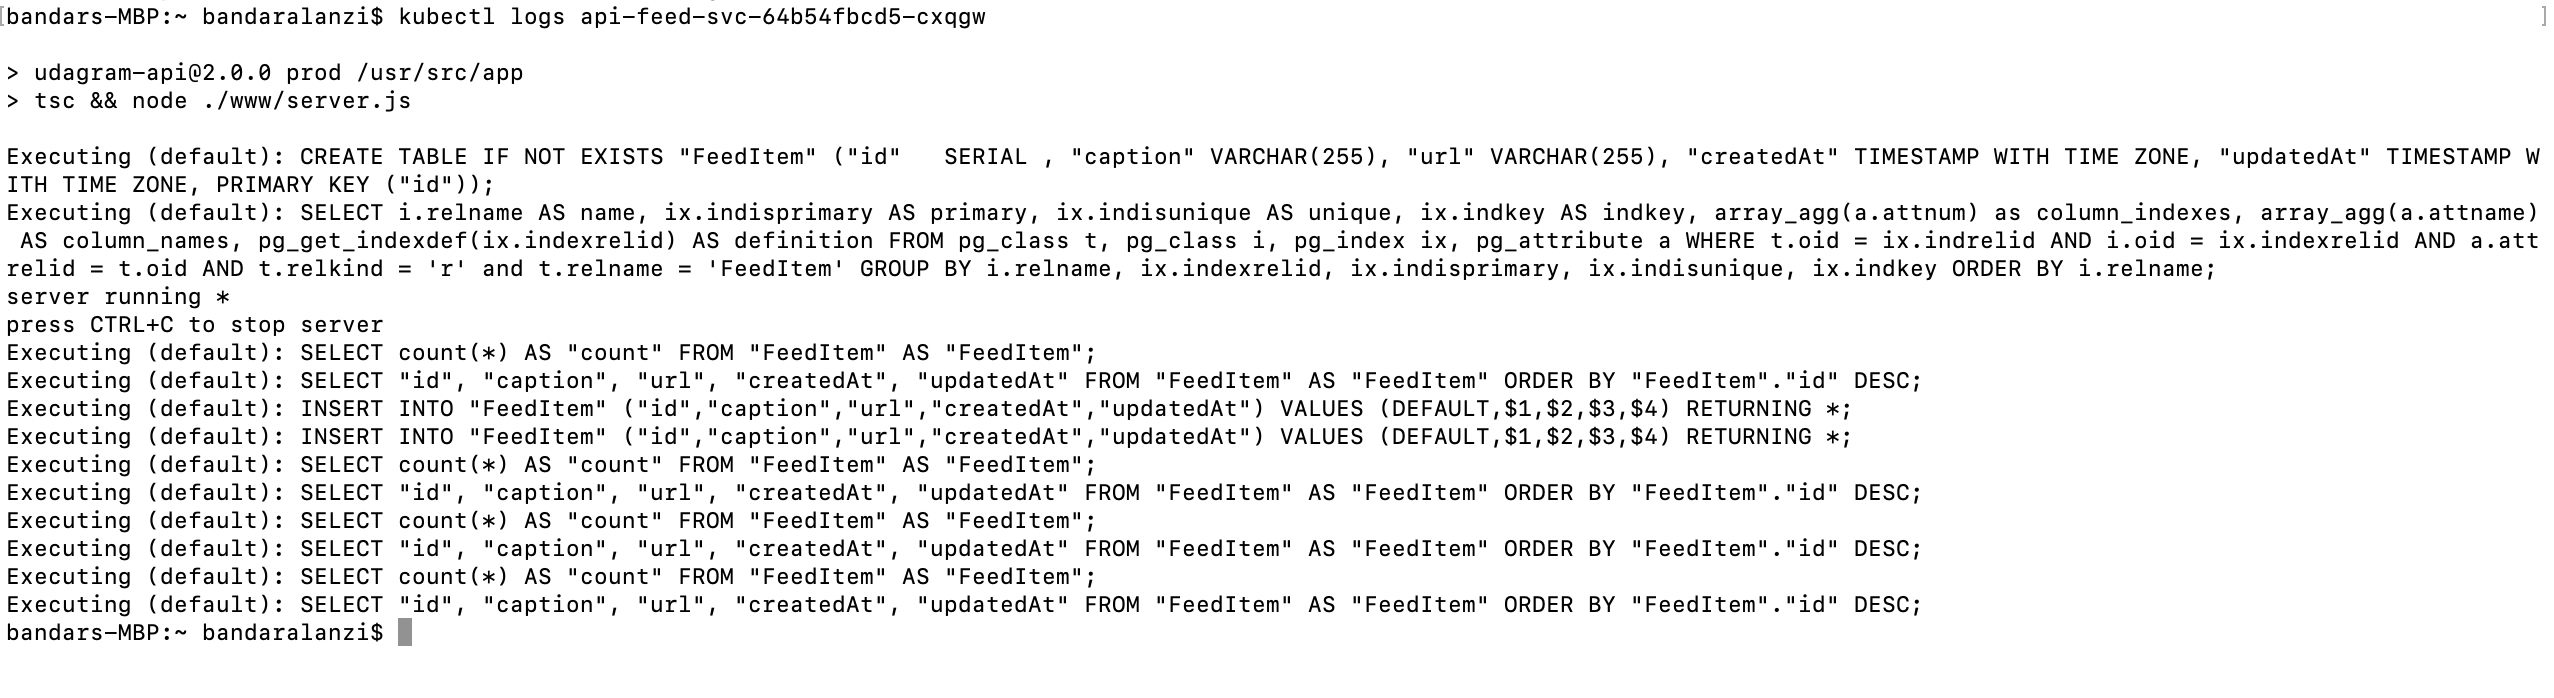 [bandars-MBP:~ bandaralanzi$ kubectl logs api-feed-svc-64b54fbcd5-cxqgw ]
> udagram-api@2.0.0 prod /usr/src/app
> tsc && node ./www/server.js
Executing (default): CREATE TABLE IF NOT EXISTS "FeedItem" ("id"   SERIAL , "caption" VARCHAR(255), "url" VARCHAR(255), "createdAt" TIMESTAMP WITH TIME ZONE, "updatedAt" TIMESTAMP W
ITH TIME ZONE, PRIMARY KEY ("id"));
Executing (default): SELECT i.relname AS name, ix.indisprimary AS primary, ix.indisunique AS unique, ix.indkey AS indkey, array_agg(a.attnum) as column_indexes, array_agg(a.attname)
 AS column_names, pg_get_indexdef(ix.indexrelid) AS definition FROM pg_class t, pg_class i, pg_index ix, pg_attribute a WHERE t.oid = ix.indrelid AND i.oid = ix.indexrelid AND a.att
relid = t.oid AND t.relkind = 'r' and t.relname = 'FeedItem' GROUP BY i.relname, ix.indexrelid, ix.indisprimary, ix.indisunique, ix.indkey ORDER BY i.relname;
server running *
press CTRL+C to stop server
Executing (default): SELECT count(*) AS "count" FROM "FeedItem" AS "FeedItem";
Executing (default): SELECT "id", "caption", "url", "createdAt", "updatedAt" FROM "FeedItem" AS "FeedItem" ORDER BY "FeedItem"."id" DESC;
Executing (default): INSERT INTO "FeedItem" ("id","caption","url","createdAt","updatedAt") VALUES (DEFAULT,$1,$2,$3,$4) RETURNING *;
Executing (default): INSERT INTO "FeedItem" ("id","caption","url","createdAt","updatedAt") VALUES (DEFAULT,$1,$2,$3,$4) RETURNING *;
Executing (default): SELECT count(*) AS "count" FROM "FeedItem" AS "FeedItem";
Executing (default): SELECT "id", "caption", "url", "createdAt", "updatedAt" FROM "FeedItem" AS "FeedItem" ORDER BY "FeedItem"."id" DESC;
Executing (default): SELECT count(*) AS "count" FROM "FeedItem" AS "FeedItem";
Executing (default): SELECT "id", "caption", "url", "createdAt", "updatedAt" FROM "FeedItem" AS "FeedItem" ORDER BY "FeedItem"."id" DESC;
Executing (default): SELECT count(*) AS "count" FROM "FeedItem" AS "FeedItem";
Executing (default): SELECT "id", "caption", "url", "createdAt", "updatedAt" FROM "FeedItem" AS "FeedItem" ORDER BY "FeedItem"."id" DESC;
bandars-MBP:~ bandaralanzi$